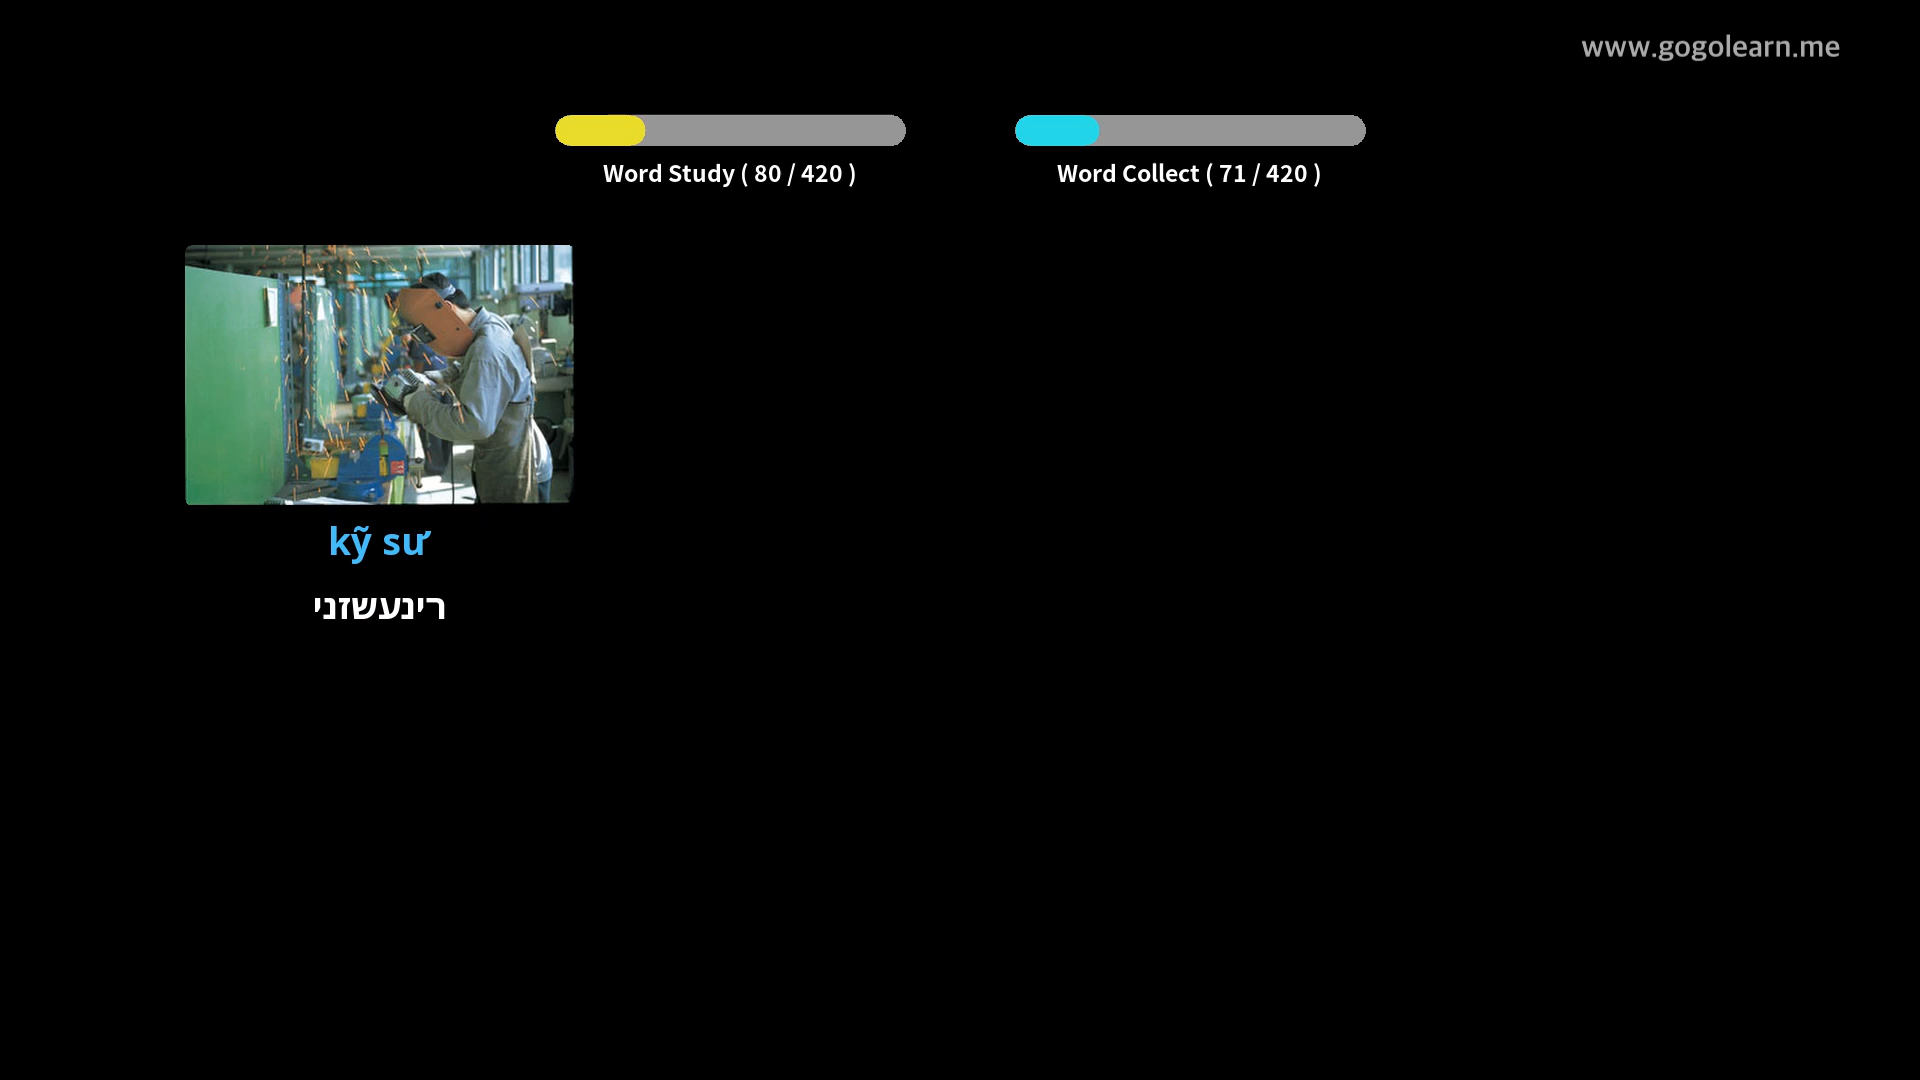 www.gogolearn.me
Word Study ( 80 / 420 )
Word Collect ( 71 / 420 )
kỹ sư
רינעשזני